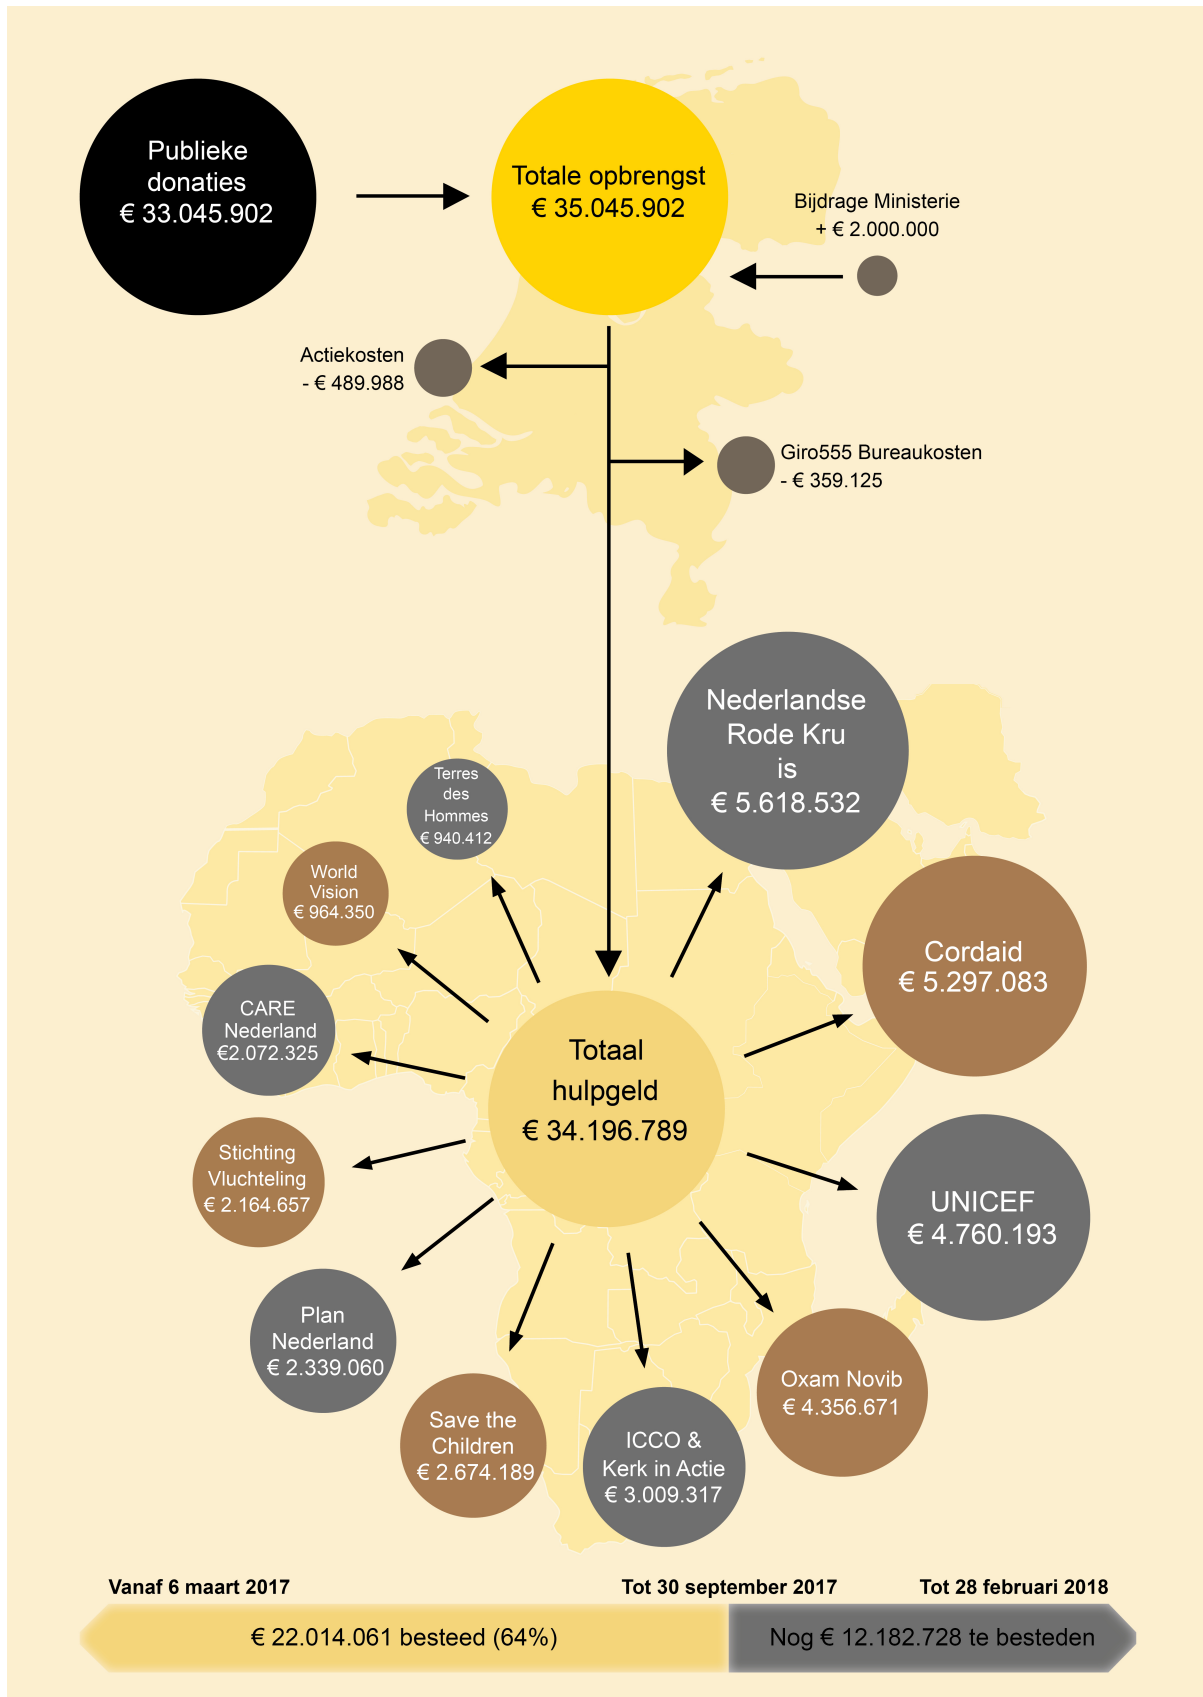 Publieke
donaties
€ 33.045.902
Totale opbrengst
€ 35.045.902
Bijdrage Ministerie
+ € 2.000.000
Actiekosten
- € 489.988
Giro555 Bureaukosten
- € 359.125
Nederlandse
Rode Kru
is
€ 5.618.532
Terres
des
Hommes
€ 940.412
World
Vision
€ 964.350
Cordaid
€ 5.297.083
CARE
Nederland
€2.072.325
Totaal
hulpgeld
€ 34.196.789
Stichting
Vluchteling
€ 2.164.657
UNICEF
€ 4.760.193
Plan
Nederland
€ 2.339.060
Oxam Novib
€ 4.356.671
Save the
Children
€ 2.674.189
ICCO &
Kerk in Actie
€ 3.009.317
Vanaf 6 maart 2017
Tot 30 september 2017
Tot 28 februari 2018
€ 22.014.061 besteed (64%)
Nog € 12.182.728 te besteden